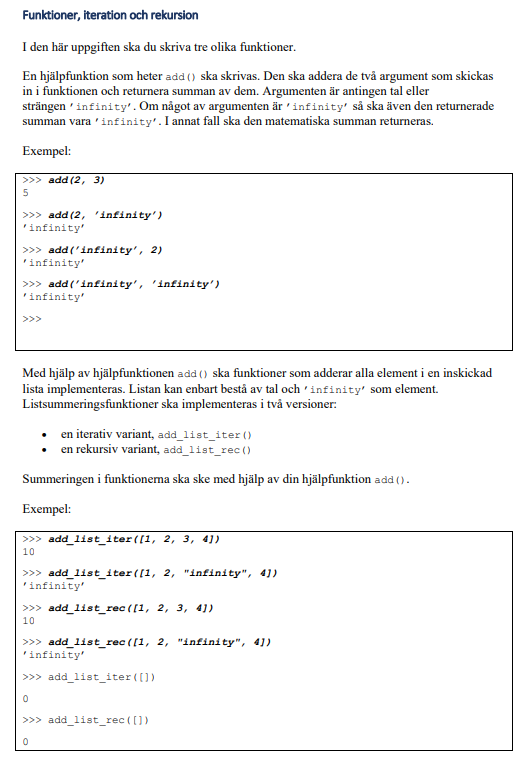 Funktioner, iteration och rekursion
I den här uppgiften ska du skriva tre olika funktioner.
En hjälpfunktion som heter add() ska skrivas. Den ska addera de två argument som skickas
in i funktionen och returnera summan av dem. Argumenten är antingen tal eller
strängen ’infinity’. Om något av argumenten är ’infinity’ så ska även den returnerade
summan vara ’infinity’. I annat fall ska den matematiska summan returneras.
Exempel:
>>> add(2, 3)
5
>>> add(2, ’infinity’)
’infinity’
>>> add(’infinity’, 2)
’infinity’
>>> add(’infinity’, ’infinity’)
’infinity’
>>>
Med hjälp av hjälpfunktionen add() ska funktioner som adderar alla element i en inskickad
lista implementeras. Listan kan enbart bestå av tal och ’infinity’ som element.
Listsummeringsfunktioner ska implementeras i två versioner:
• en iterativ variant, add_list_iter()
• en rekursiv variant, add_list_rec()
Summeringen i funktionerna ska ske med hjälp av din hjälpfunktion add().
Exempel:
>>> add_list_iter([1, 2, 3, 4])
10
>>> add_list_iter([1, 2, "infinity", 4])
’infinity’
>>> add_list_rec([1, 2, 3, 4])
10
>>> add_list_rec([1, 2, "infinity", 4])
’infinity’
>>> add_list_iter([])
0
>>> add_list_rec([])
0